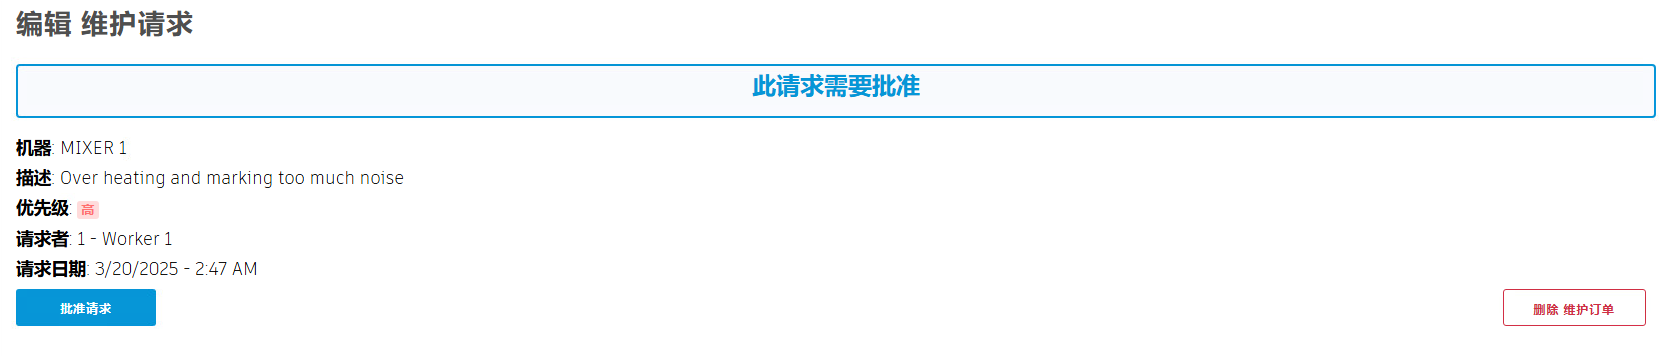 编辑 维护请求
此请求需要批准
机器: MIXER 1
描述: Over heating and marking too much noise
优先级: 高
请求者: 1 - Worker 1
请求日期: 3/20/2025 - 2:47 AM
批准请求
删除 维护订单